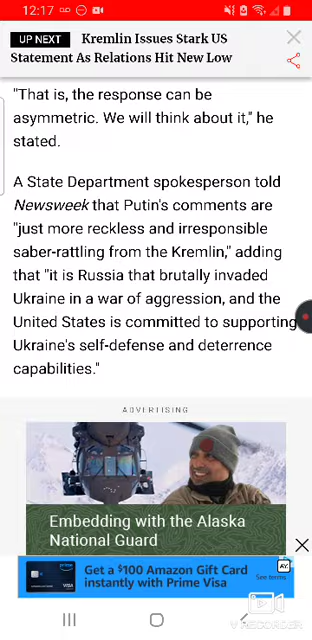 12:17
UP NEXT Kremlin Issues Stark US
Statement As Relations Hit New Low
"That is, the response can be
asymmetric. We will think about it," he
stated.
A State Department spokesperson told
Newsweek that Putin's comments are
"just more reckless and irresponsible
saber-rattling from the Kremlin," adding
that "it is Russia that brutally invaded
Ukraine in a war of aggression, and the
United States is committed to supporting
Ukraine's self-defense and deterrence
capabilities."
ADVERTISING
Embedding with the Alaska
National Guard
prime
VISA
Get a $100 Amazon Gift Card
instantly with Prime Visa
See terms
V RECORDER